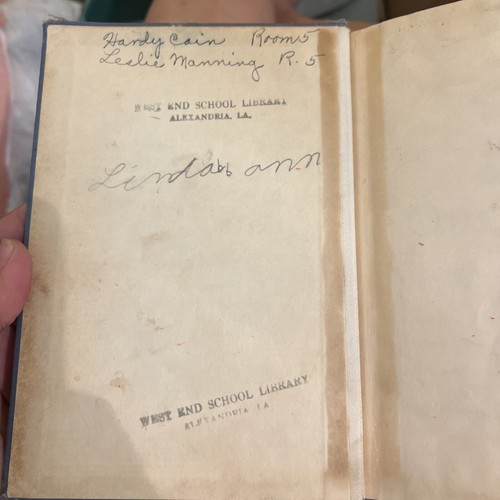 Hardy Cain Room 5
Leslie Manning R. 5
WEST END SCHOOL LIBRARY
ALEXANDRIA, LA.
Linda ann
WEST END SCHOOL LIBRARY
ALEXANDRIA LA